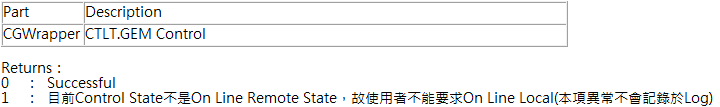 Part Description
CGWrapper CTLT.GEM Control
Returns：
0 : Successful
1 : 目前Control State不是On Line Remote State，故使用者不能要求On Line Local(本項異常不會記錄於Log)